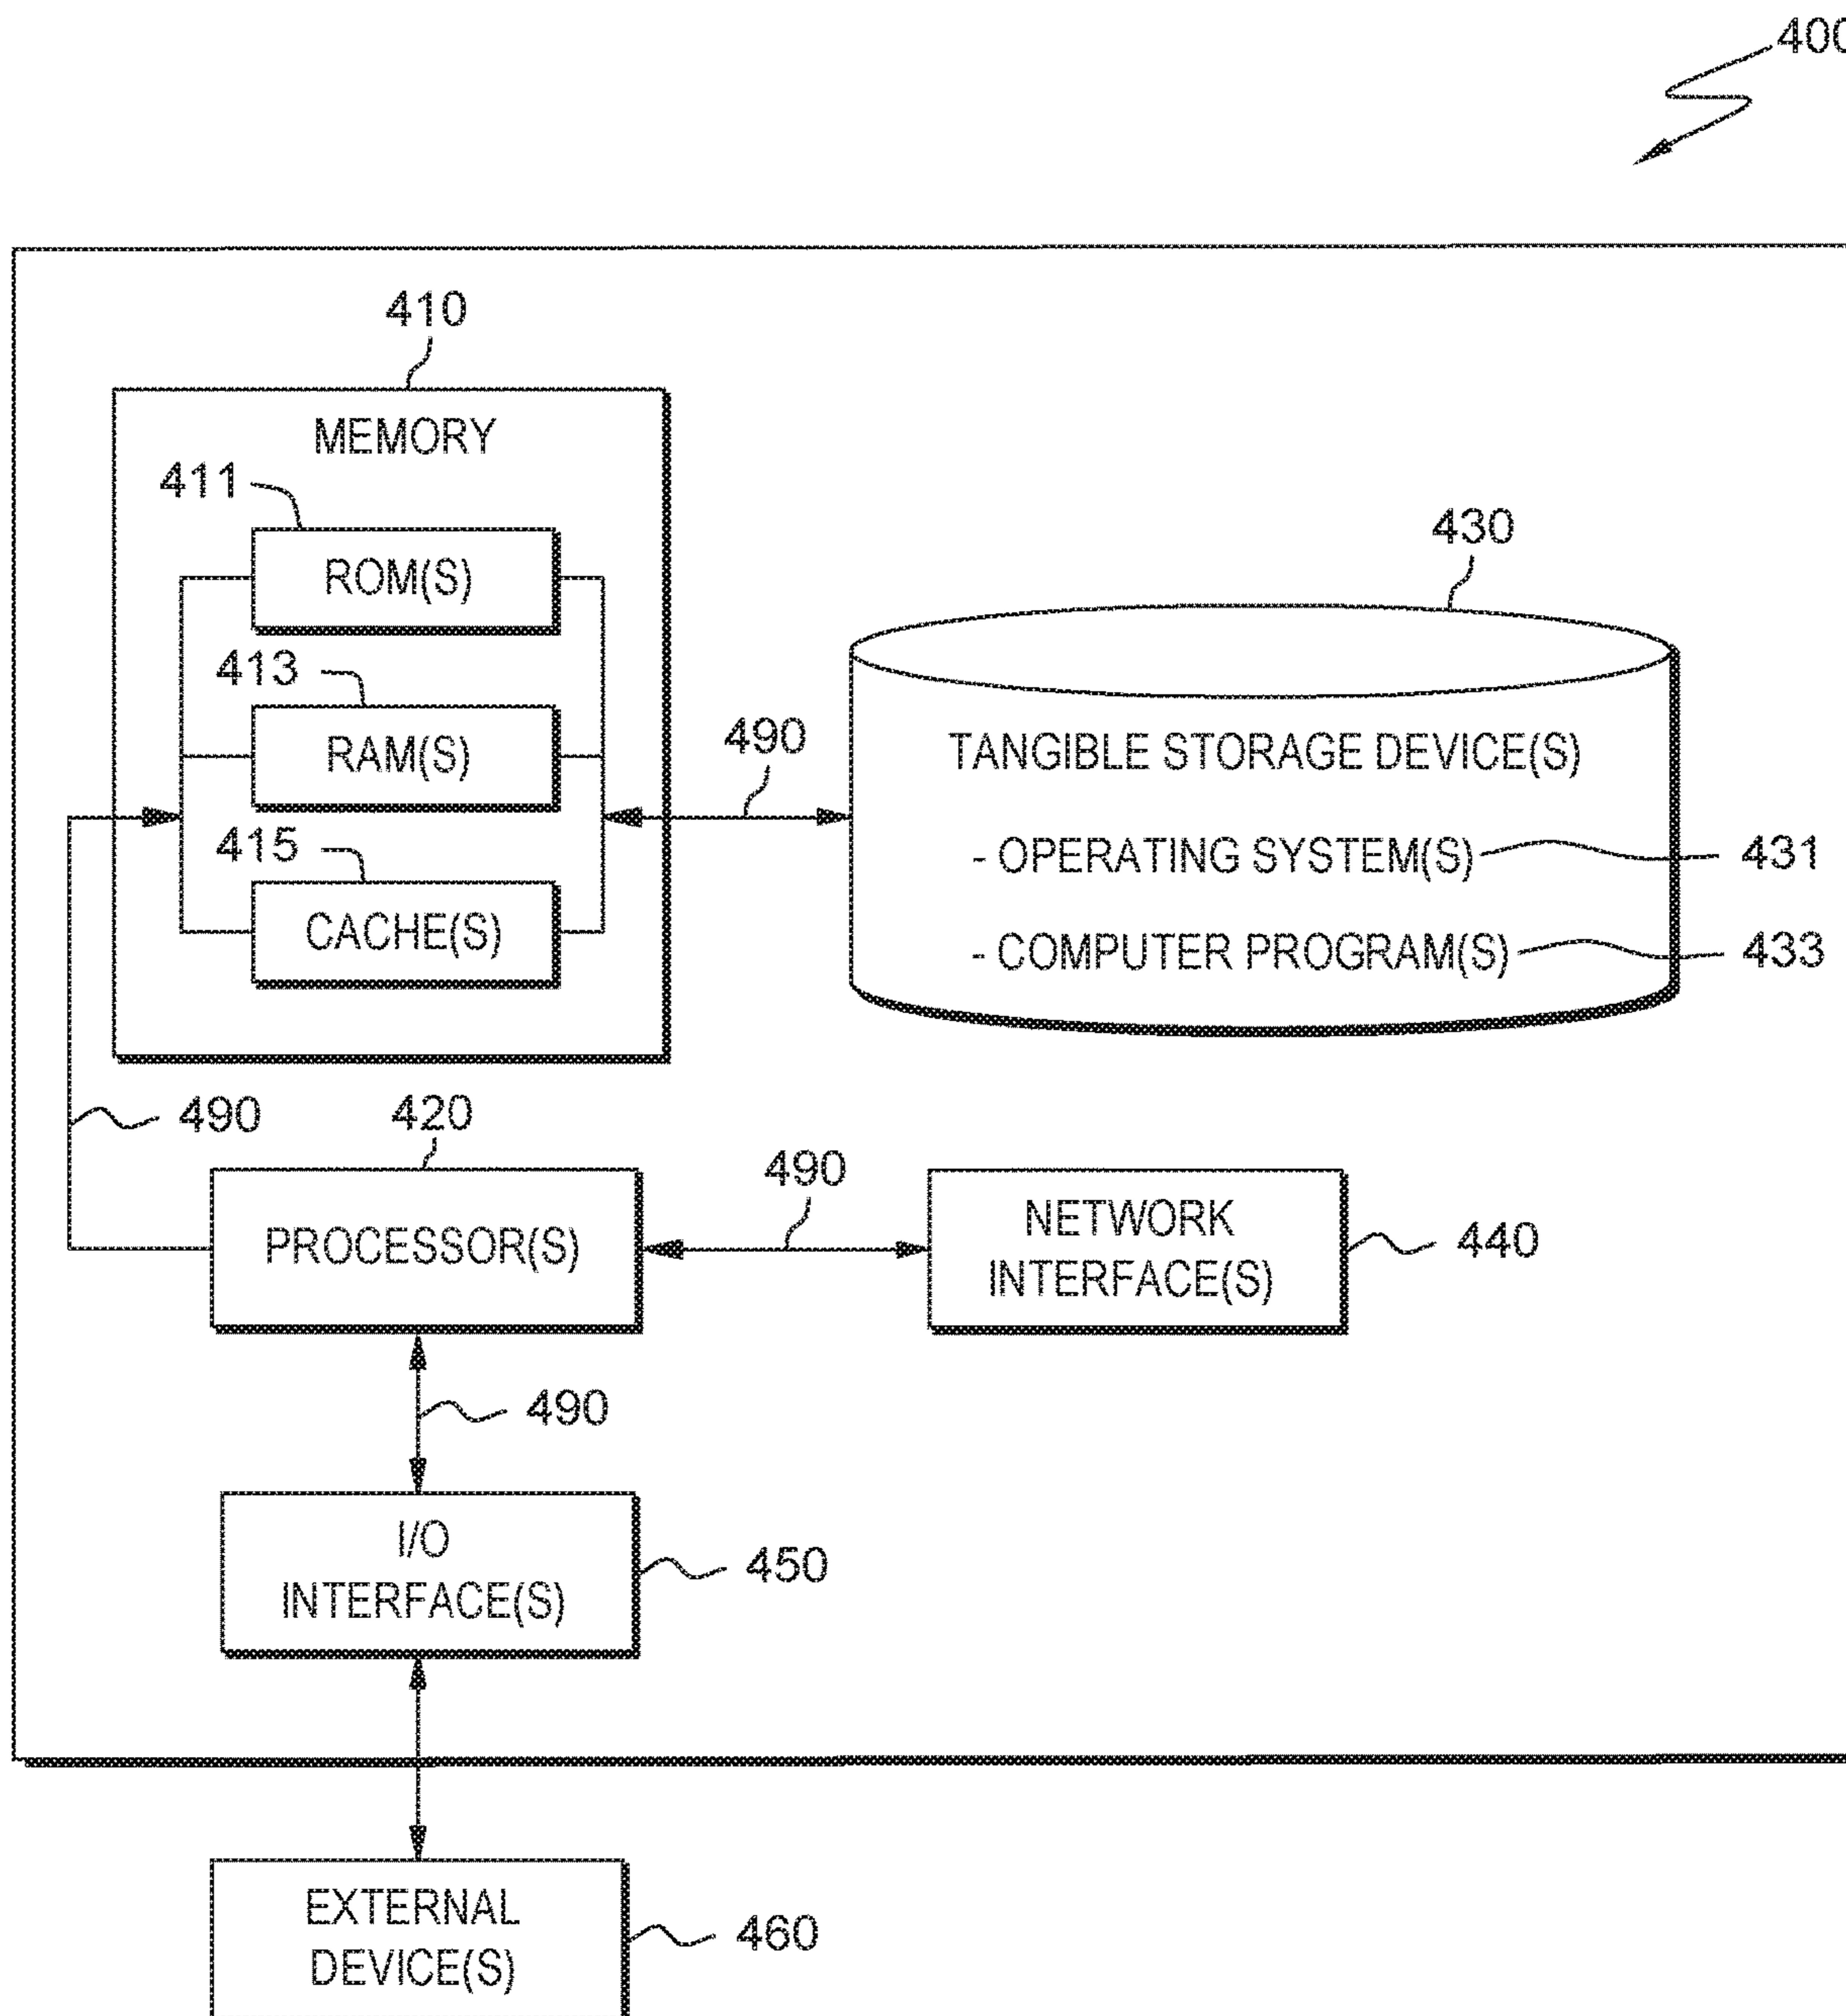 400
410
MEMORY
411
ROM(S)
430
413
RAM(S)
490
TANGIBLE STORAGE DEVICE(S)
415
- OPERATING SYSTEM(S)
431
CACHE(S)
- COMPUTER PROGRAM(S)
433
490
420
490
PROCESSOR(S)
NETWORK
INTERFACE(S)
440
490
I/O
INTERFACE(S)
450
EXTERNAL
DEVICE(S)
460